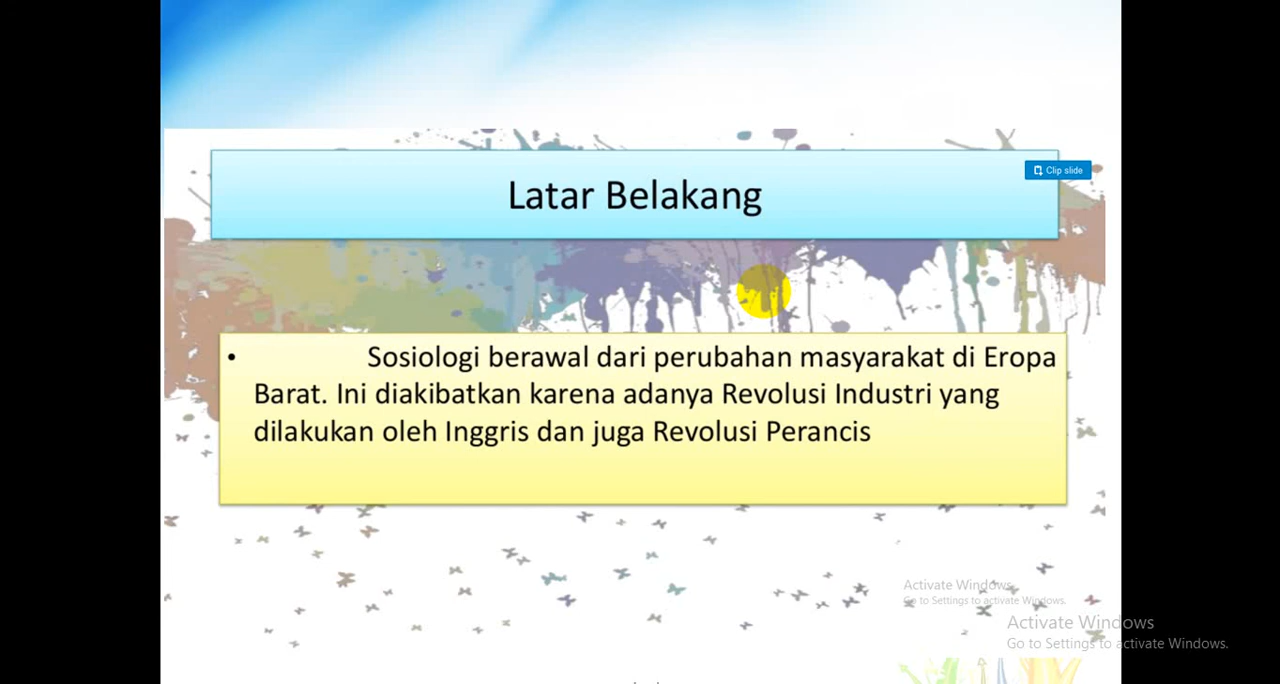 Latar Belakang
Clip slide
• Sosiologi berawal dari perubahan masyarakat di Eropa
Barat. Ini diakibatkan karena adanya Revolusi Industri yang
dilakukan oleh Inggris dan juga Revolusi Perancis
Activate Windows
Go to Settings to activate Windows.
Activate Windows
Go to Settings to activate Windows.